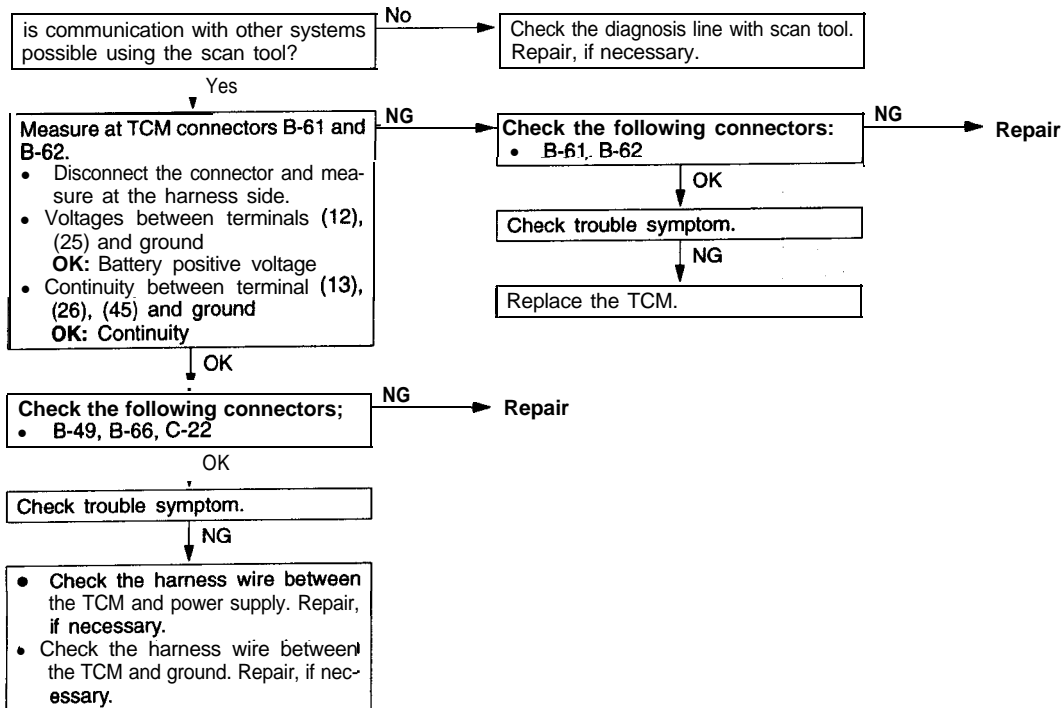 is communication with other systems
possible using the scan tool?
No
Check the diagnosis line with scan tool.
Repair, if necessary.
Yes
Measure at TCM connectors B-61 and
B-62.
• Disconnect the connector and mea-
sure at the harness side.
• Voltages between terminals (12),
(25) and ground
OK: Battery positive voltage
• Continuity between terminal (13),
(26), (45) and ground
OK: Continuity
NG
Check the following connectors:
• B-61, B-62
NG
Repair
OK
Check trouble symptom.
NG
Replace the TCM.
OK
Check the following connectors;
• B-49, B-66, C-22
NG
Repair
OK
Check trouble symptom.
NG
• Check the harness wire between
the TCM and power supply. Repair,
if necessary.
• Check the harness wire between
the TCM and ground. Repair, if nec-
essary.